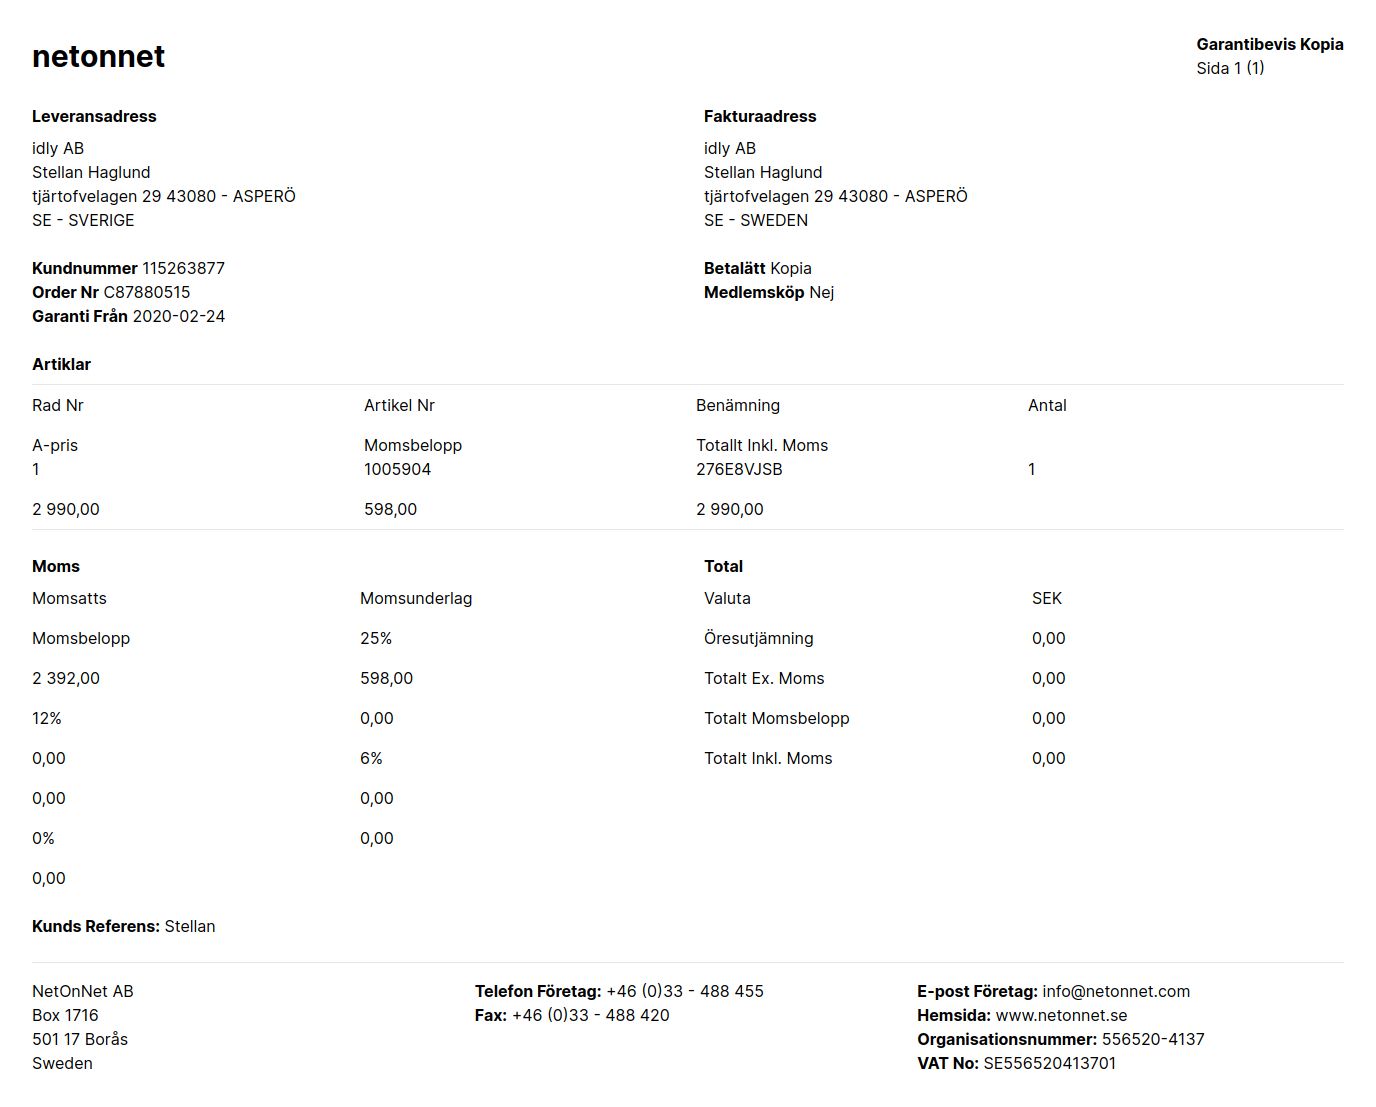 netonnet
Garantibevis Kopia
Sida 1 (1)
Leveransadress
idly AB
Stellan Haglund
tjärtofvelagen 29 43080 - ASPERÖ
SE - SVERIGE
Fakturaadress
idly AB
Stellan Haglund
tjärtofvelagen 29 43080 - ASPERÖ
SE - SWEDEN
Kundnummer 115263877
Order Nr C87880515
Garanti Från 2020-02-24
Betalätt Kopia
Medlemsköp Nej
Artiklar
Rad Nr Artikel Nr Benämning Antal
A-pris Momsbelopp Totallt Inkl. Moms
1 1005904 276E8VJSB 1
2 990,00 598,00 2 990,00
Moms
Momsatts Momsunderlag
Momsbelopp 25%
2 392,00 598,00
12% 0,00
0,00 6%
0,00 0,00
0% 0,00
0,00
Total
Valuta SEK
Öresutjämning 0,00
Totalt Ex. Moms 0,00
Totalt Momsbelopp 0,00
Totalt Inkl. Moms 0,00
Kunds Referens: Stellan
NetOnNet AB
Box 1716
501 17 Borås
Sweden
Telefon Företag: +46 (0)33 - 488 455
Fax: +46 (0)33 - 488 420
E-post Företag: info@netonnet.com
Hemsida: www.netonnet.se
Organisationsnummer: 556520-4137
VAT No: SE556520413701